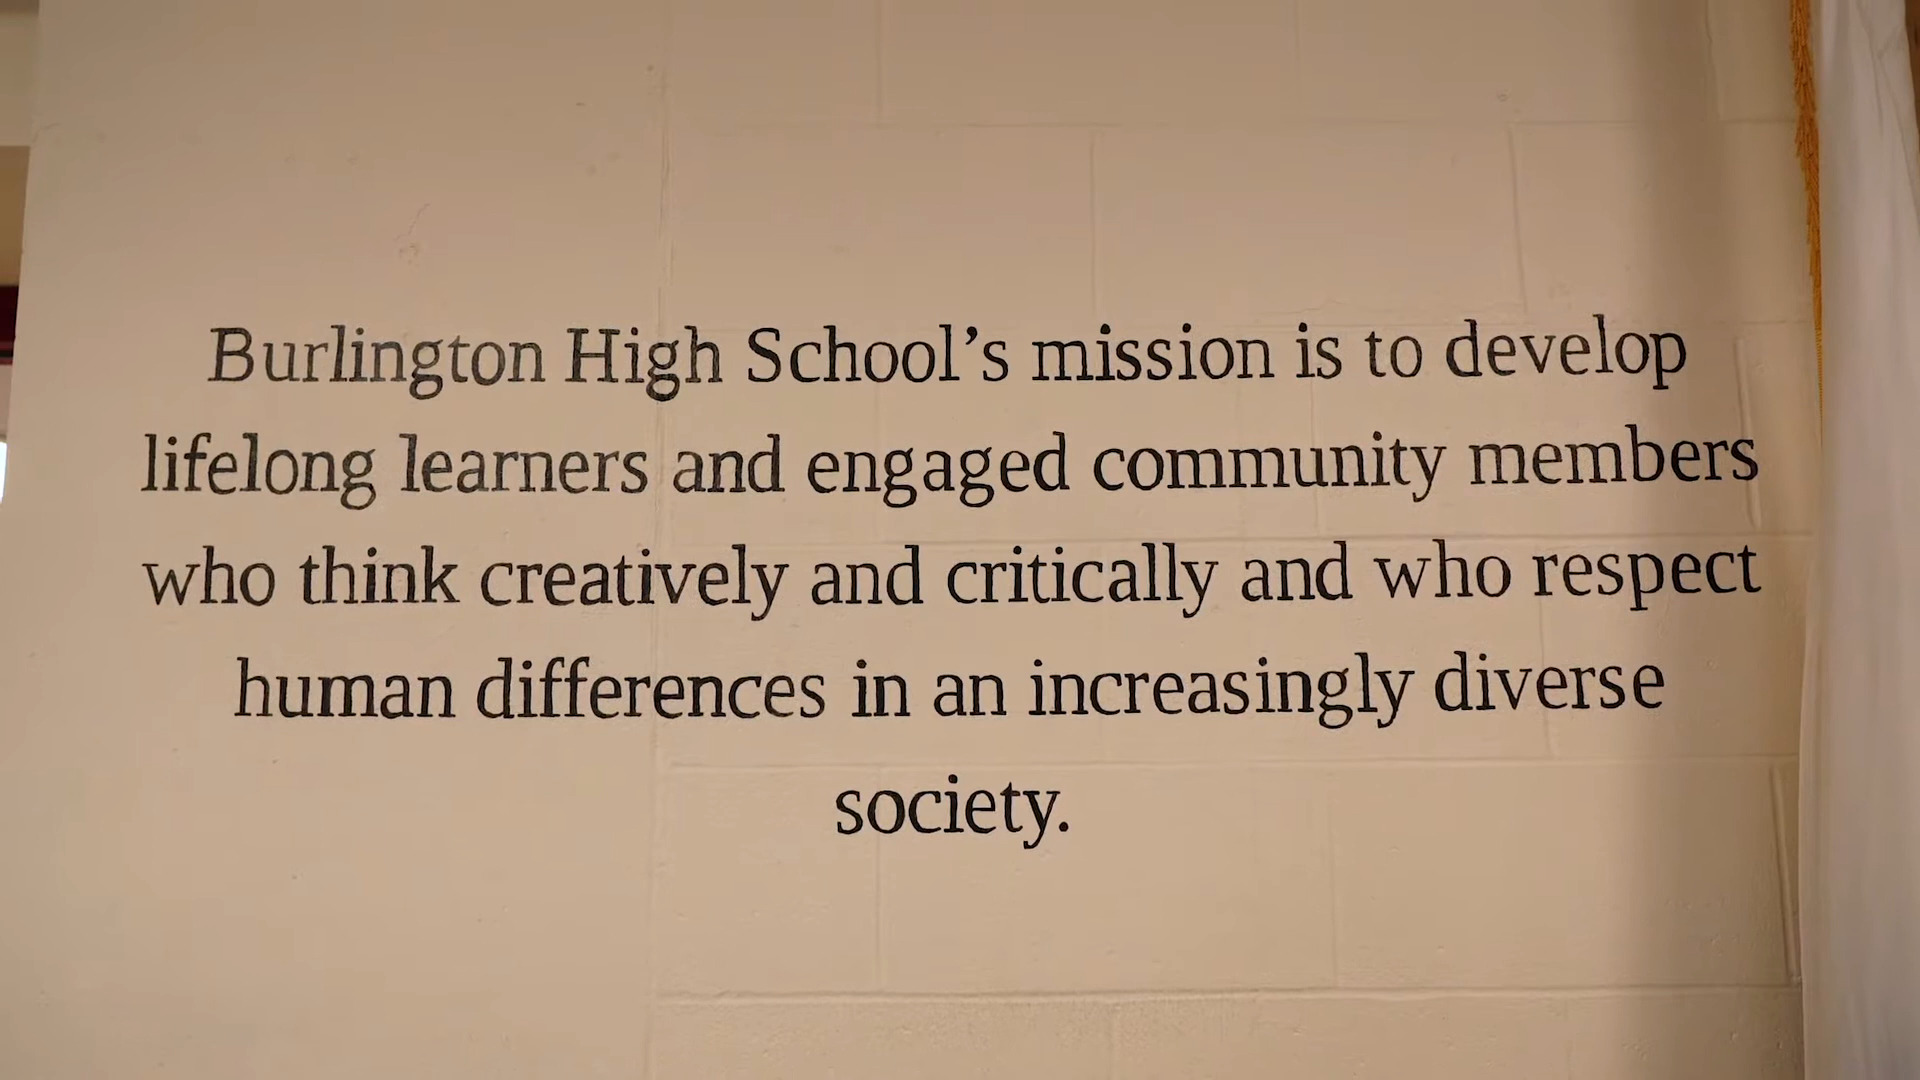 Burlington High School’s mission is to develop
lifelong learners and engaged community members
who think creatively and critically and who respect
human differences in an increasingly diverse
society.